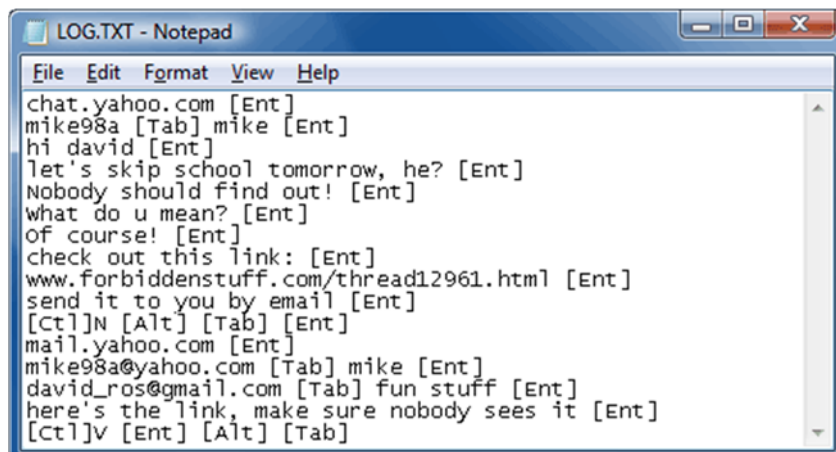 LOG.TXT - Notepad
File Edit Format View Help
chat.yahoo.com [Ent]
mike98a [Tab] mike [Ent]
hi david [Ent]
let's skip school tomorrow, he? [Ent]
Nobody should find out! [Ent]
What do u mean? [Ent]
Of course! [Ent]
check out this link: [Ent]
www.forbiddenstuff.com/thread12961.html [Ent]
send it to you by email [Ent]
[Ctl]N [Alt] [Tab] [Ent]
mail.yahoo.com [Ent]
mike98a@yahoo.com [Tab] mike [Ent]
david_ros@gmail.com [Tab] fun stuff [Ent]
here's the link, make sure nobody sees it [Ent]
[Ctl]V [Ent] [Alt] [Tab]